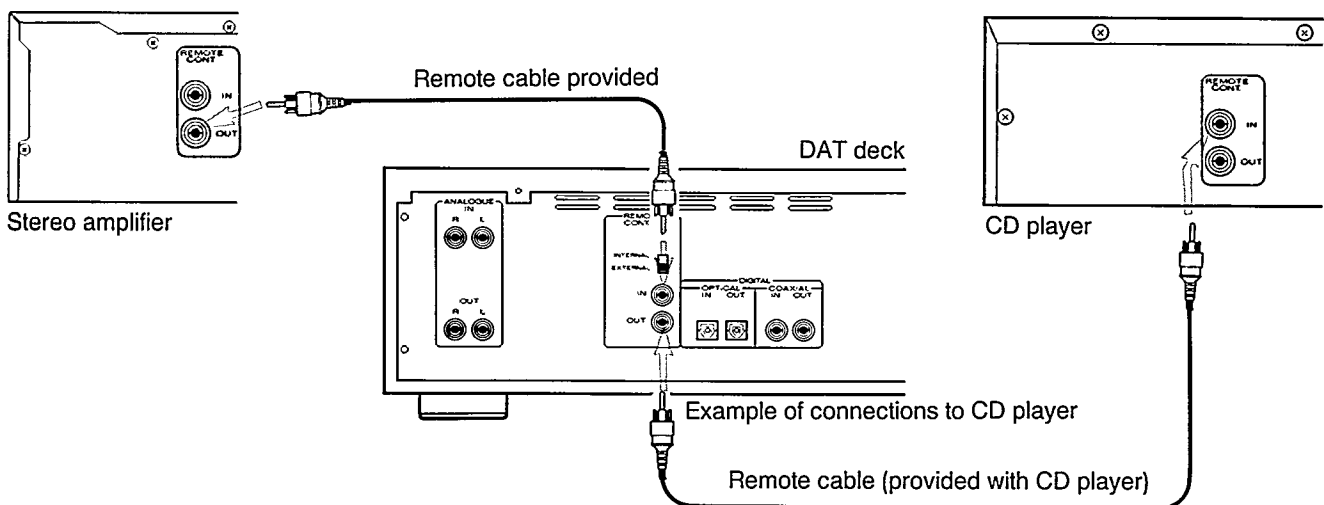 REMOTE
CONT.
IN
OUT
Stereo amplifier
Remote cable provided
DAT deck
ANALOGUE
IN
R L
OUT
R L
CONT.
INTERNAL
EXTERNAL
IN
OUT
DIGITAL
OPTICAL
IN OUT
COAXIAL
IN OUT
REMOTE
CONT.
IN
OUT
CD player
Example of connections to CD player
Remote cable (provided with CD player)